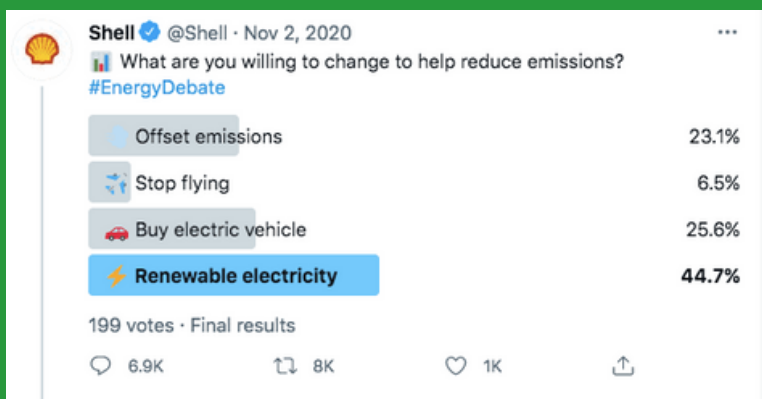 Shell @Shell · Nov 2, 2020
What are you willing to change to help reduce emissions?
#EnergyDebate
Offset emissions 23.1%
Stop flying 6.5%
Buy electric vehicle 25.6%
Renewable electricity 44.7%
199 votes · Final results
6.9K 8K 1K